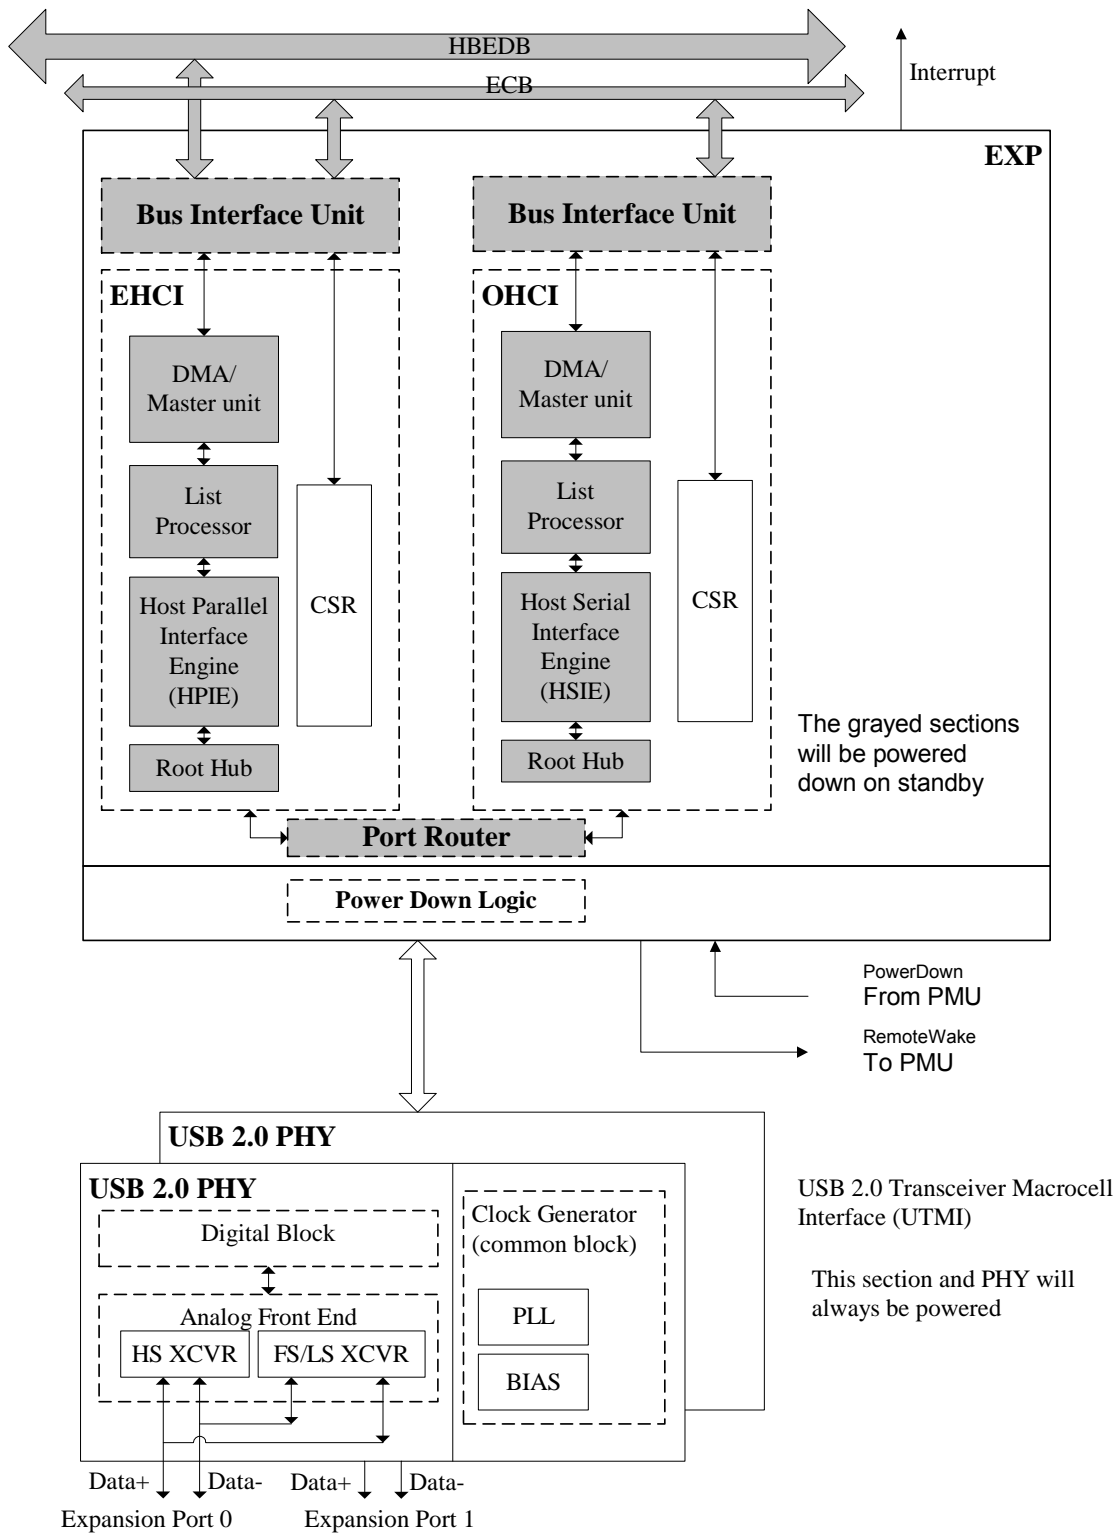 HBEDB
Interrupt
ECB
EXP
Bus Interface Unit
Bus Interface Unit
EHCI
OHCI
DMA/
Master unit
DMA/
Master unit
List
Processor
List
Processor
Host Parallel
Interface
Engine
(HPIE)
CSR
Host Serial
Interface
Engine
(HSIE)
CSR
Root Hub
Root Hub
The grayed sections
will be powered
down on standby
Port Router
Power Down Logic
PowerDown
From PMU
RemoteWake
To PMU
USB 2.0 PHY
USB 2.0 PHY
Digital Block
Clock Generator
(common block)
USB 2.0 Transceiver Macrocell
Interface (UTMI)
This section and PHY will
always be powered
Analog Front End
HS XCVR
FS/LS XCVR
PLL
BIAS
Data+
Data-
Data+
Data-
Expansion Port 0
Expansion Port 1